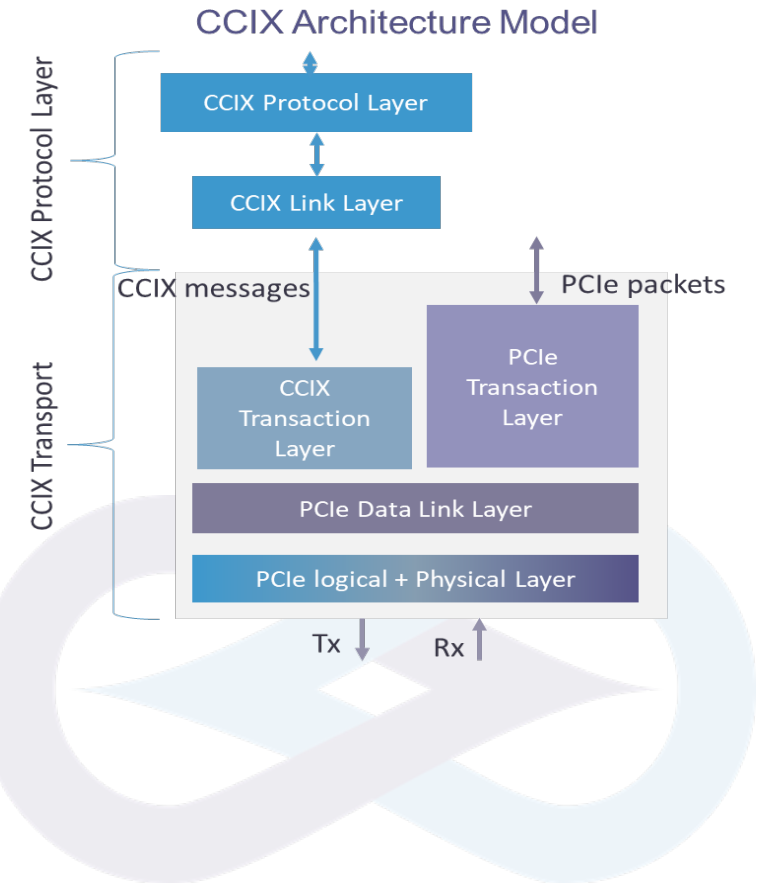 CCIX Architecture Model
CCIX Protocol Layer
CCIX Protocol Layer
CCIX Link Layer
CCIX messages
PCIe packets
CCIX Transport
CCIX
Transaction
Layer
PCIe
Transaction
Layer
PCIe Data Link Layer
PCIe logical + Physical Layer
Tx
Rx